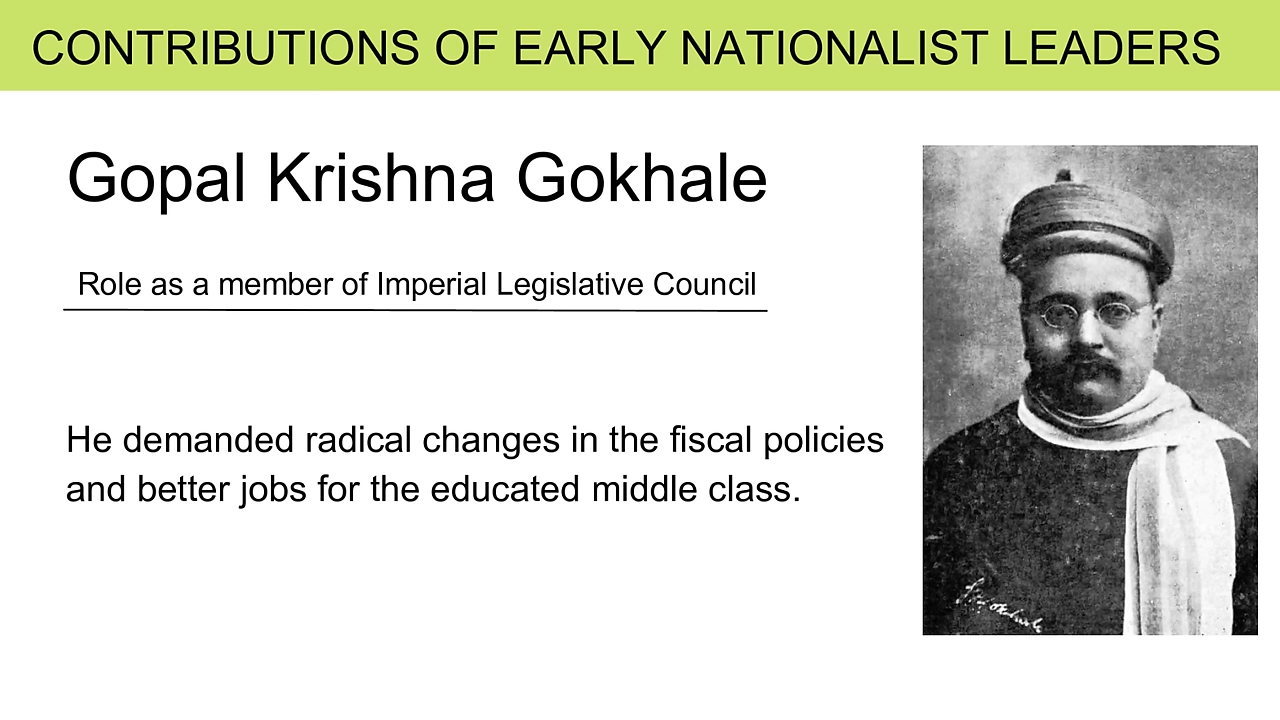 CONTRIBUTIONS OF EARLY NATIONALIST LEADERS
Gopal Krishna Gokhale
Role as a member of Imperial Legislative Council
He demanded radical changes in the fiscal policies
and better jobs for the educated middle class.